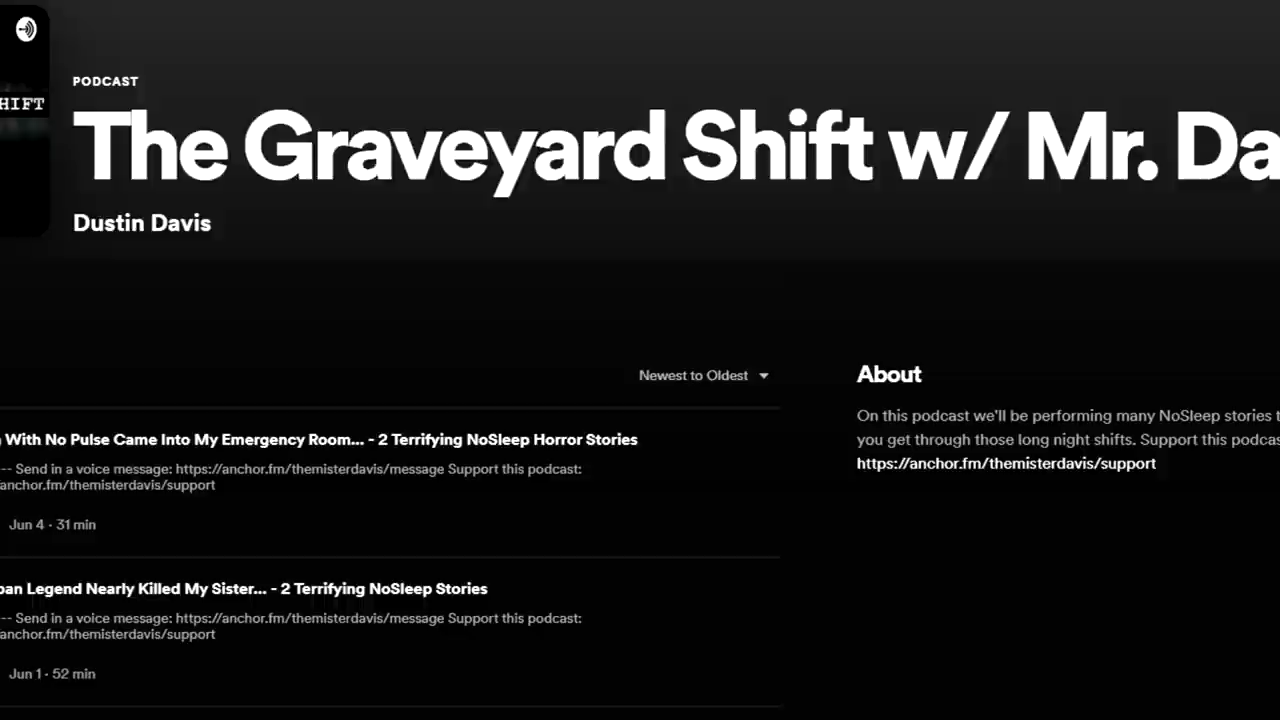 HIFT
PODCAST
The Graveyard Shift w/ Mr. Da
Dustin Davis
Newest to Oldest
With No Pulse Came Into My Emergency Room... - 2 Terrifying NoSleep Horror Stories
-- Send in a voice message: https://anchor.fm/themisterdavis/message Support this podcast:
anchor.fm/themisterdavis/support
Jun 4 · 31 min
ban Legend Nearly Killed My Sister... - 2 Terrifying NoSleep Stories
-- Send in a voice message: https://anchor.fm/themisterdavis/message Support this podcast:
anchor.fm/themisterdavis/support
Jun 1 · 52 min
About
On this podcast we'll be performing many NoSleep stories t
you get through those long night shifts. Support this podcas
https://anchor.fm/themisterdavis/support